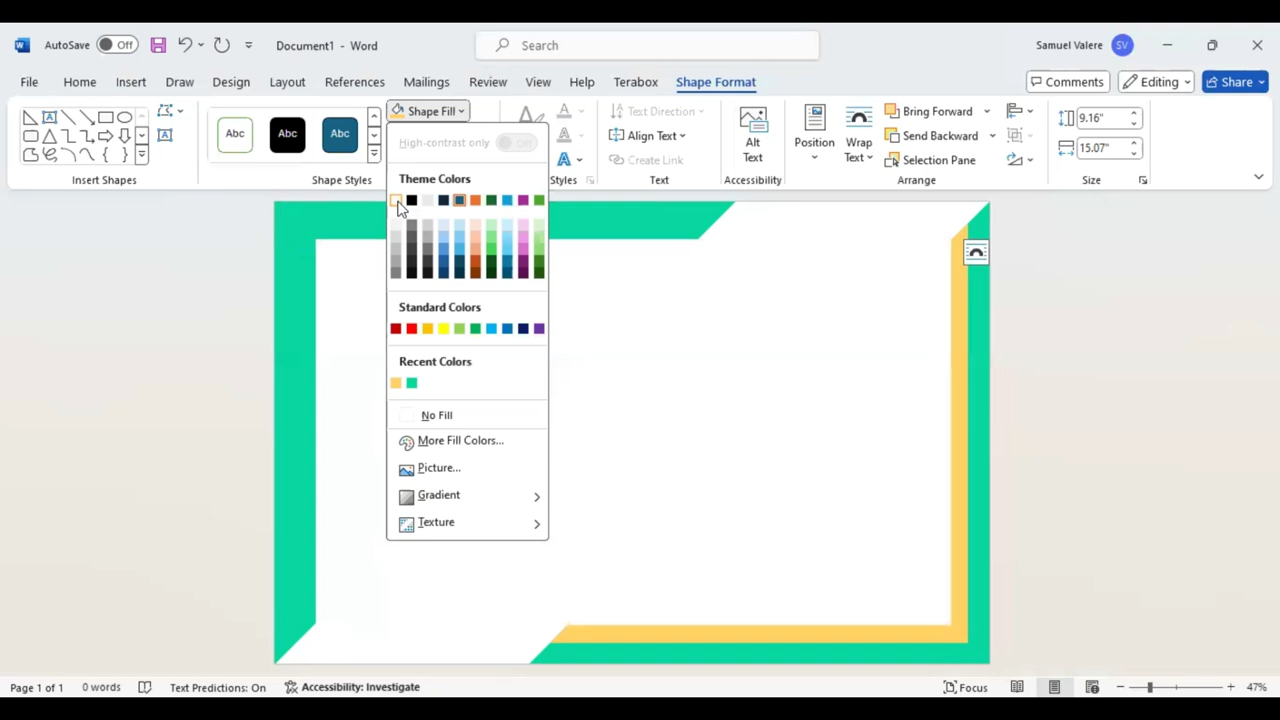 AutoSave Off Document1 - Word Search Samuel Valere SV
File Home Insert Draw Design Layout References Mailings Review View Help Terabox Shape Format Comments Editing Share
Abc Abc Abc Shape Fill Text Direction Bring Forward 9.16"
Align Text Alt Text Position Wrap Text Send Backward 15.07"
Create Link Selection Pane
Insert Shapes Shape Styles Styles Text Accessibility Arrange Size
High-contrast only Off
Theme Colors
Standard Colors
Recent Colors
No Fill
More Fill Colors...
Picture...
Gradient
Texture
Page 1 of 1 0 words Text Predictions: On Accessibility: Investigate Focus 47%